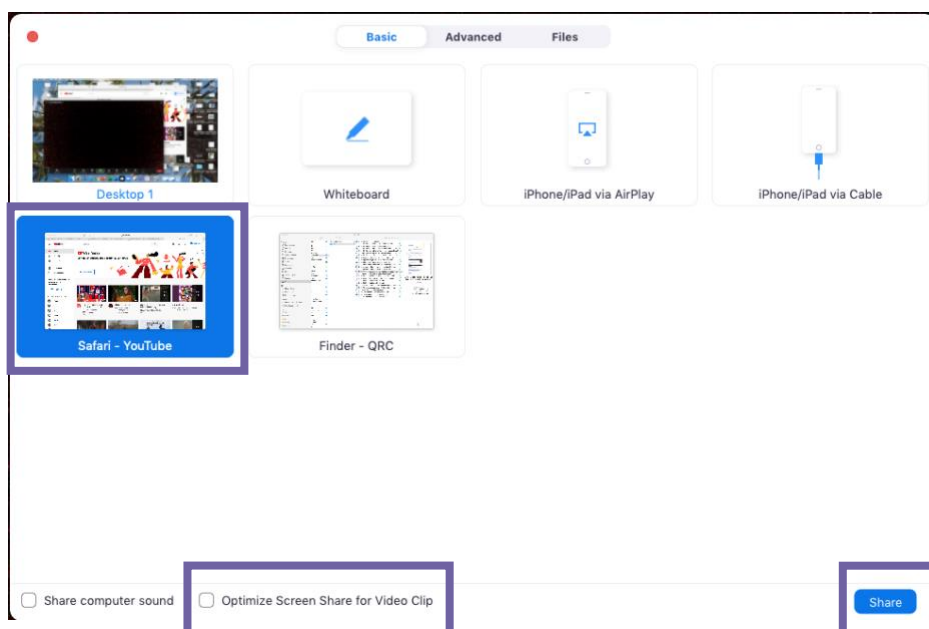 Basic Advanced Files
Desktop 1 Whiteboard iPhone/iPad via AirPlay iPhone/iPad via Cable
Safari - YouTube Finder - QRC
Share computer sound Optimize Screen Share for Video Clip Share